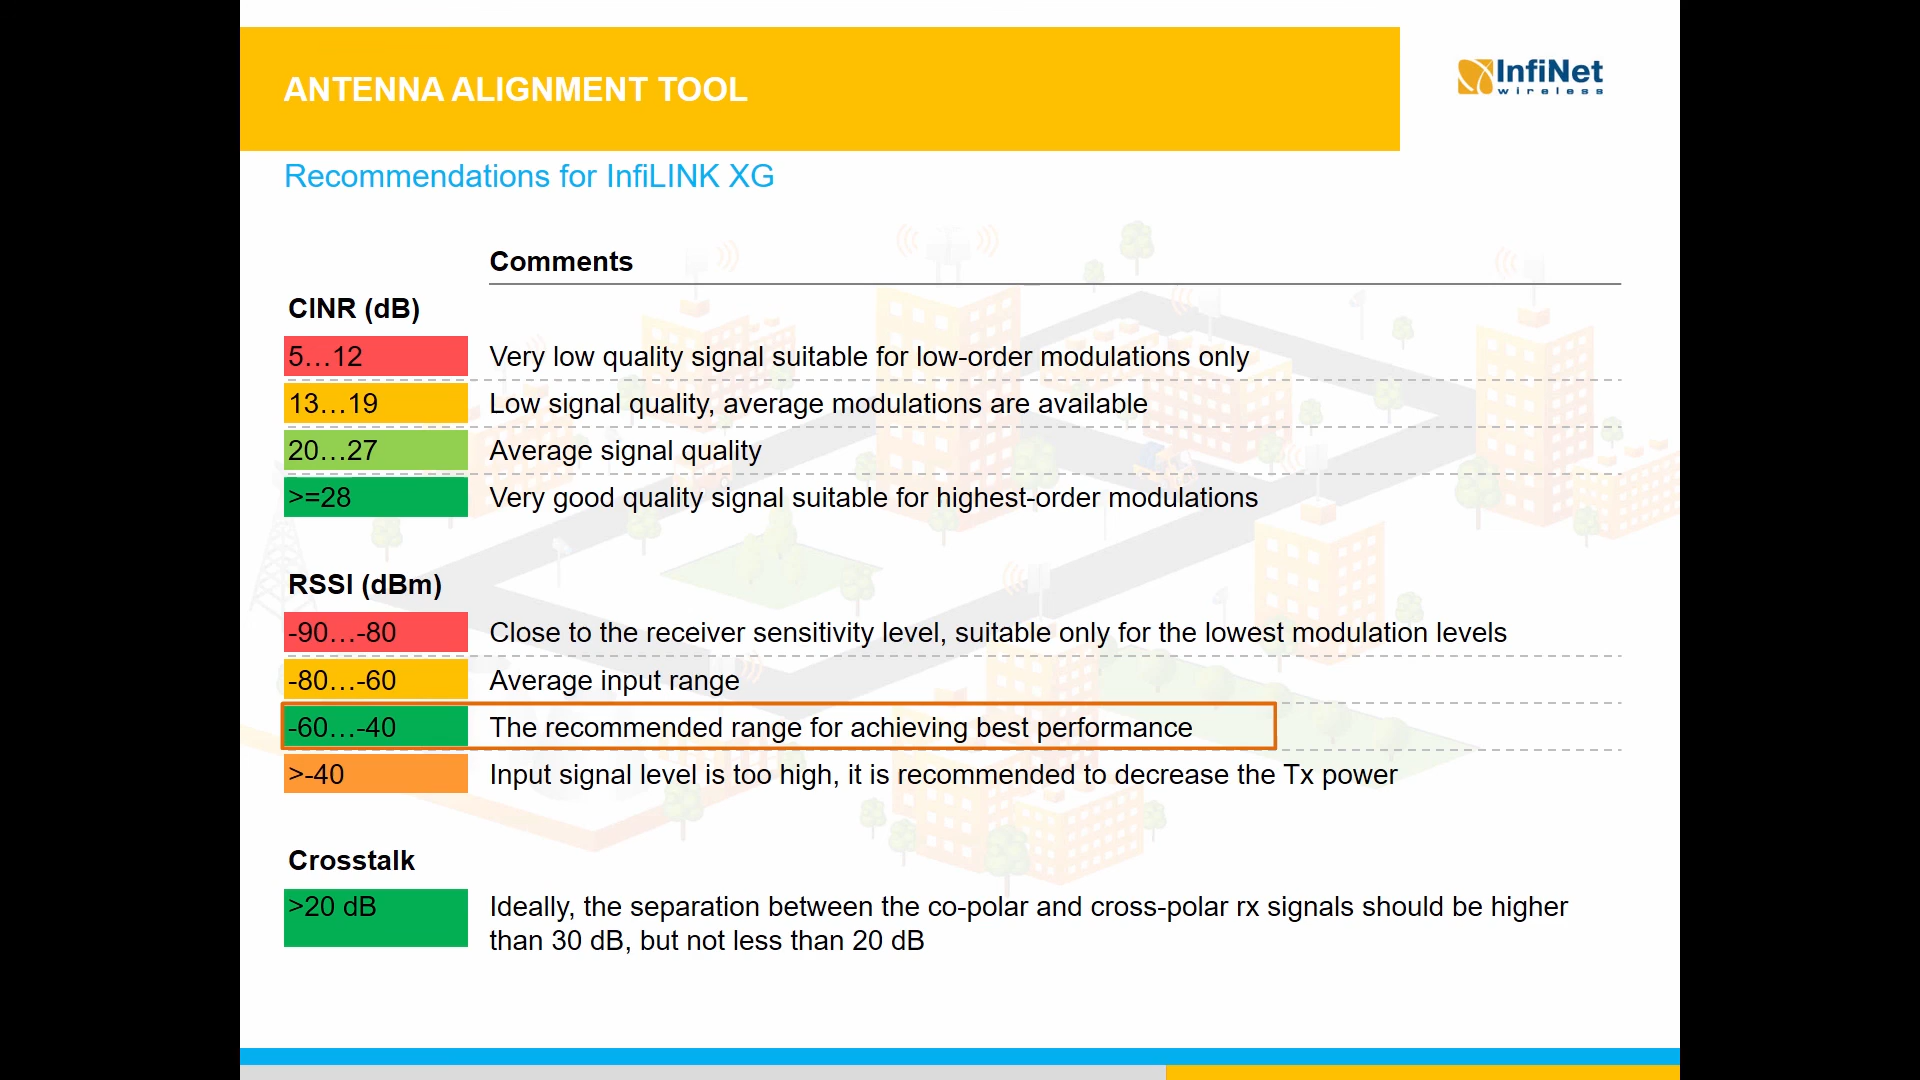 ANTENNA ALIGNMENT TOOL
InfiNet
wireless
Recommendations for InfiLINK XG
Comments
CINR (dB)
5…12 Very low quality signal suitable for low-order modulations only
13…19 Low signal quality, average modulations are available
20…27 Average signal quality
>=28 Very good quality signal suitable for highest-order modulations
RSSI (dBm)
-90…-80 Close to the receiver sensitivity level, suitable only for the lowest modulation levels
-80…-60 Average input range
-60…-40 The recommended range for achieving best performance
>-40 Input signal level is too high, it is recommended to decrease the Tx power
Crosstalk
>20 dB Ideally, the separation between the co-polar and cross-polar rx signals should be higher
than 30 dB, but not less than 20 dB